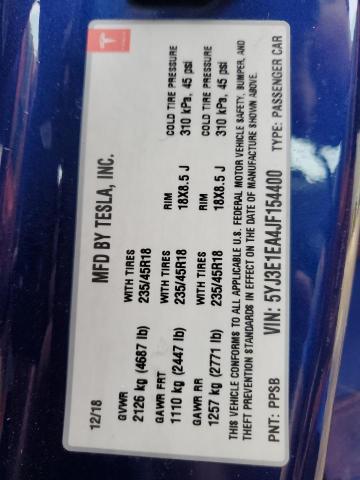 MFD BY TESLA, INC.
12/18
GVWR WITH TIRES RIM COLD TIRE PRESSURE
2126 kg (4687 lb) 235/45R18 18X8.5 J 310 kPa, 45 psi
GAWR FRT WITH TIRES RIM COLD TIRE PRESSURE
1110 kg (2447 lb) 235/45R18 18X8.5 J 310 kPa, 45 psi
GAWR RR WITH TIRES
1257 kg (2771 lb) 235/45R18
THIS VEHICLE CONFORMS TO ALL APPLICABLE U.S. FEDERAL MOTOR VEHICLE SAFETY, BUMPER, AND
THEFT PREVENTION STANDARDS IN EFFECT ON THE DATE OF MANUFACTURE SHOWN ABOVE.
PNT: PPSB VIN: 5YJ3E1EA4JF154400 TYPE: PASSENGER CAR